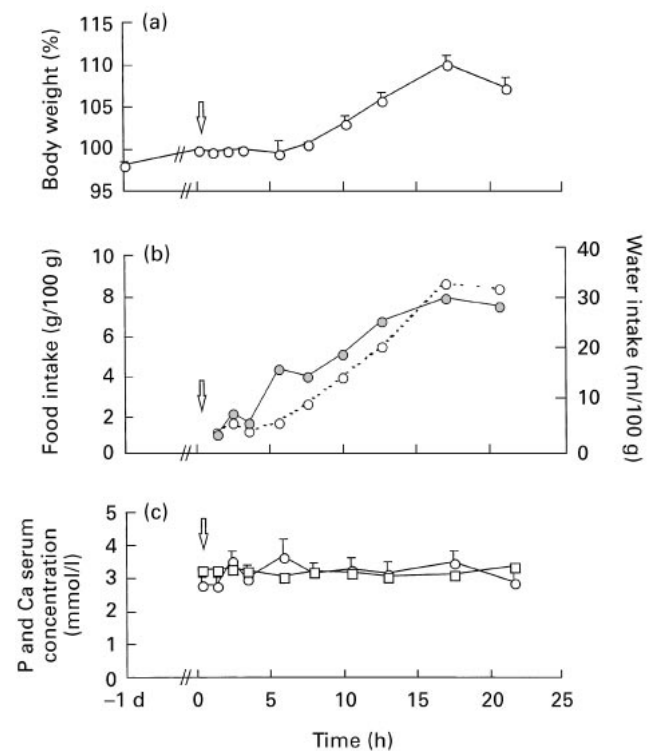 (a)
Body weight (%)
115
110
105
100
95
(b)
Food intake (g/100 g)
10
8
6
4
2
0
Water intake (ml/100 g)
40
30
20
10
0
(c)
P and Ca serum
concentration
(mmol/l)
5
4
3
2
1
0
–1 d 0 5 10 15 20 25
Time (h)